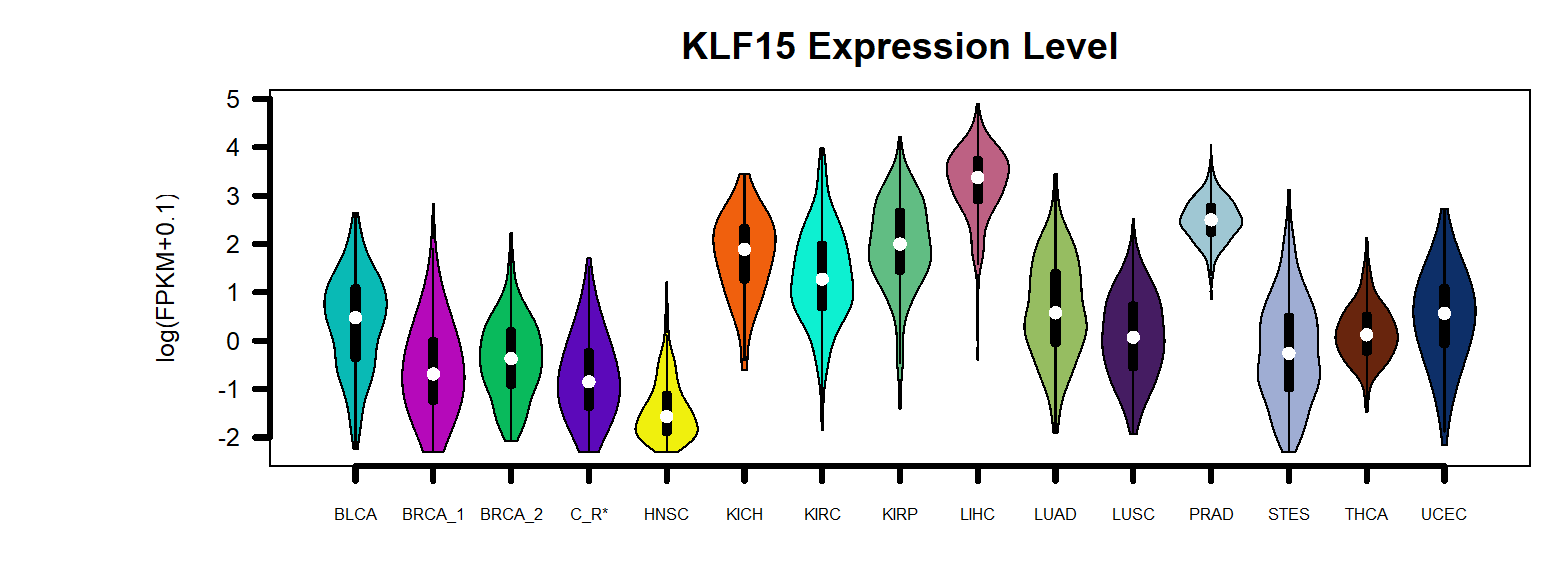 KLF15 Expression Level
log(FPKM+0.1)
5
4
3
2
1
0
-1
-2
BLCA BRCA_1 BRCA_2 C_R* HNSC KICH KIRC KIRP LIHC LUAD LUSC PRAD STES THCA UCEC